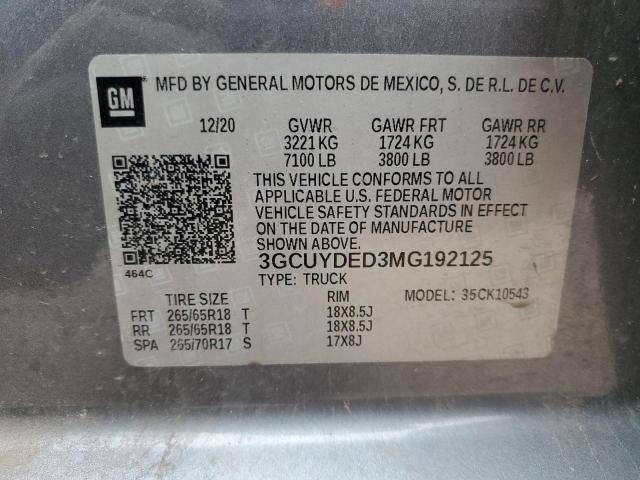 GM
MFD BY GENERAL MOTORS DE MEXICO, S. DE R.L. DE C.V.
12/20 GVWR GAWR FRT GAWR RR
3221 KG 1724 KG 1724 KG
7100 LB 3800 LB 3800 LB
THIS VEHICLE CONFORMS TO ALL
APPLICABLE U.S. FEDERAL MOTOR
VEHICLE SAFETY STANDARDS IN EFFECT
ON THE DATE OF MANUFACTURE
SHOWN ABOVE.
464C
3GCUYDED3MG192125
TYPE: TRUCK
TIRE SIZE RIM MODEL: 35CK10543
FRT 265/65R18 T 18X8.5J
RR 265/65R18 T 18X8.5J
SPA 265/70R17 S 17X8J